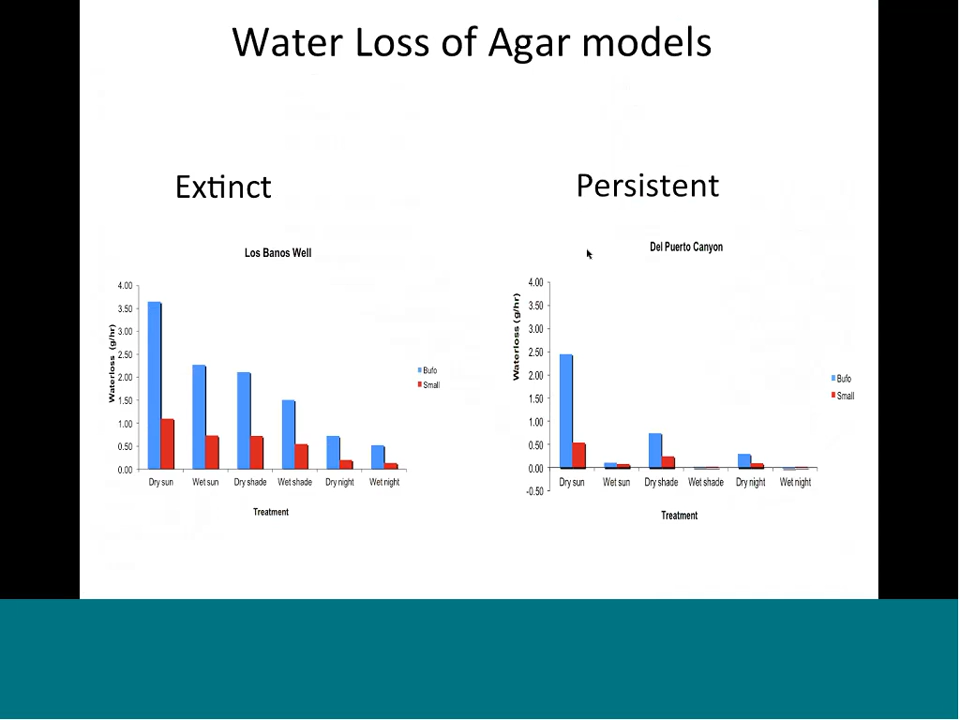 Water Loss of Agar models
Extinct
Persistent
Los Banos Well
Waterloss (g/hr)
4.00
3.50
3.00
2.50
2.00
1.50
1.00
0.50
0.00
Dry sun
Wet sun
Dry shade
Wet shade
Dry night
Wet night
Treatment
Bufo
Small
Del Puerto Canyon
Waterloss (g/hr)
4.00
3.50
3.00
2.50
2.00
1.50
1.00
0.50
0.00
-0.50
Dry sun
Wet sun
Dry shade
Wet shade
Dry night
Wet night
Treatment
Bufo
Small